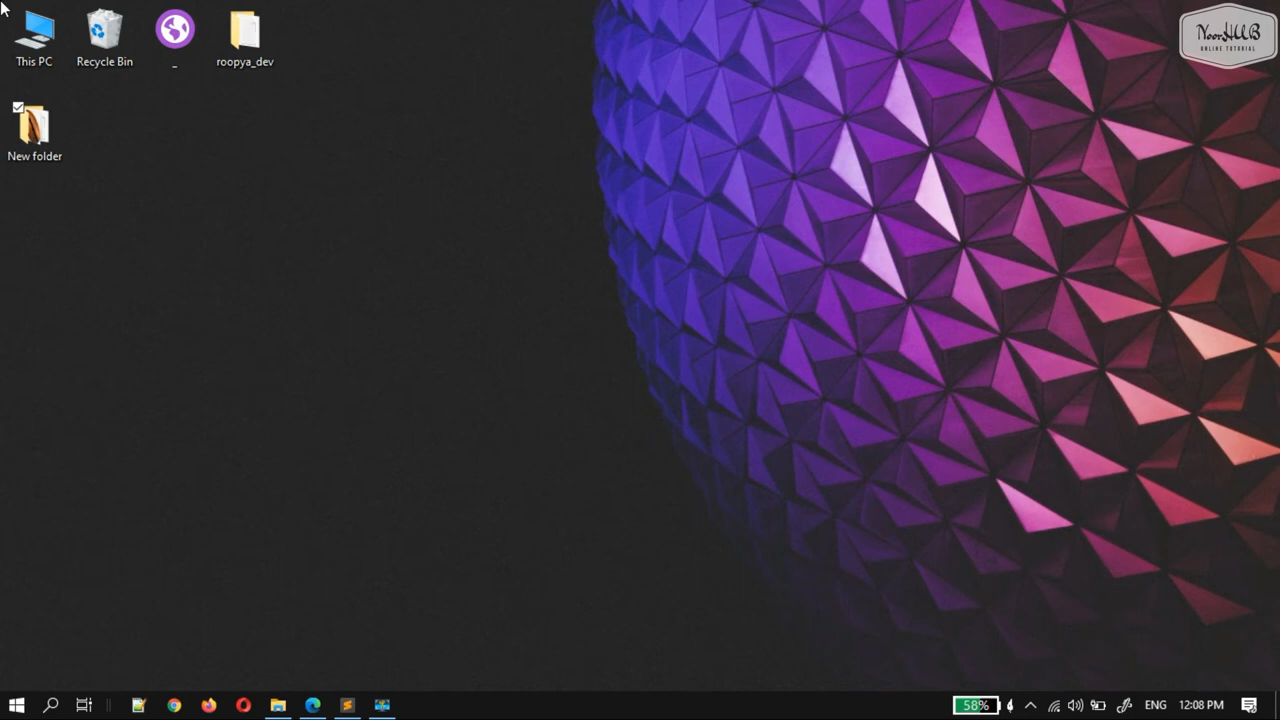 This PC
Recycle Bin
_
roopya_dev
NoorHUB
ONLINE TUTORIAL
New folder
58%
ENG
12:08 PM